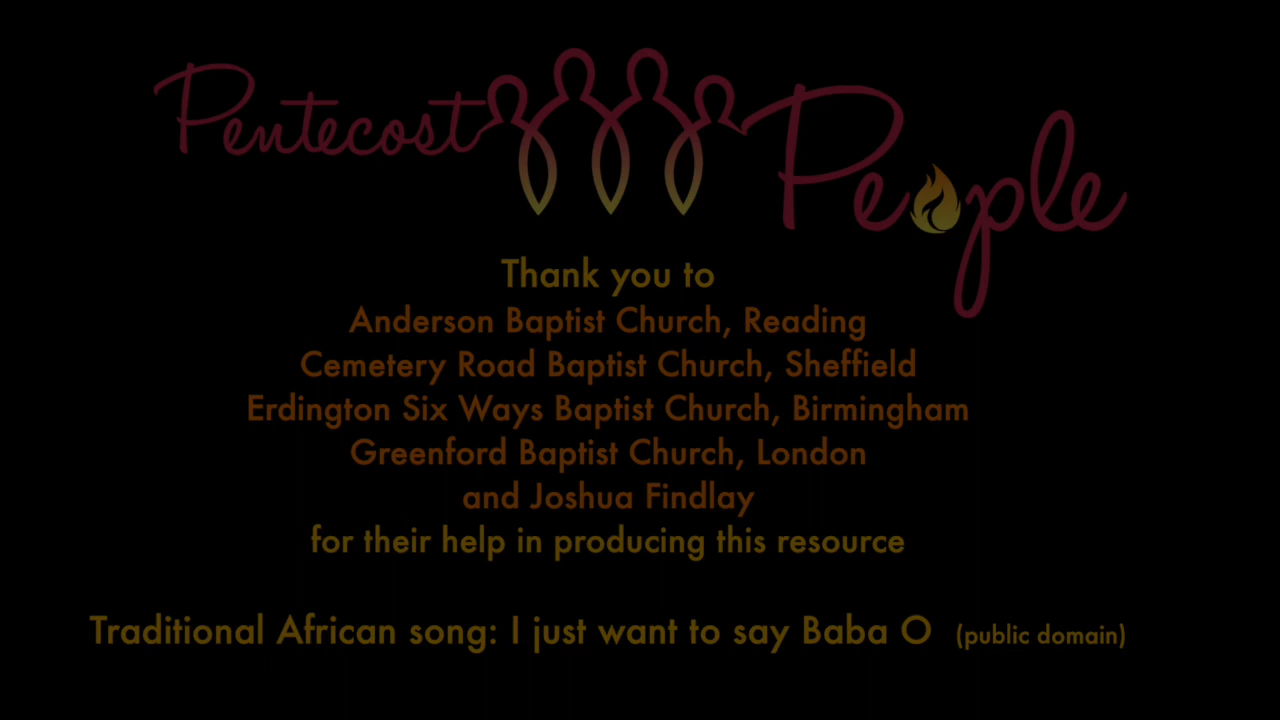 Pentecost People
Thank you to
Anderson Baptist Church, Reading
Cemetery Road Baptist Church, Sheffield
Erdington Six Ways Baptist Church, Birmingham
Greenford Baptist Church, London
and Joshua Findlay
for their help in producing this resource
Traditional African song: I just want to say Baba O (public domain)